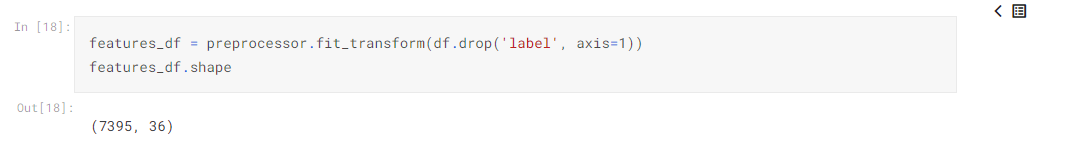 In [18]:
features_df = preprocessor.fit_transform(df.drop('label', axis=1))
features_df.shape
Out[18]:
(7395, 36)